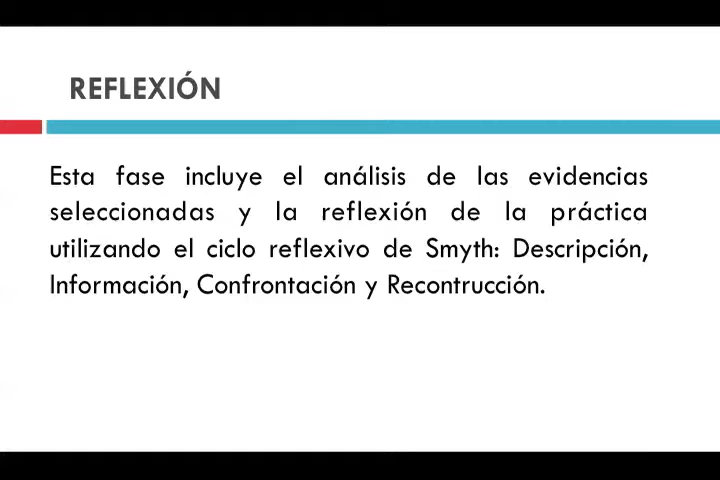 REFLEXIÓN
Esta fase incluye el análisis de las evidencias
seleccionadas y la reflexión de la práctica
utilizando el ciclo reflexivo de Smyth: Descripción,
Información, Confrontación y Recontrucción.